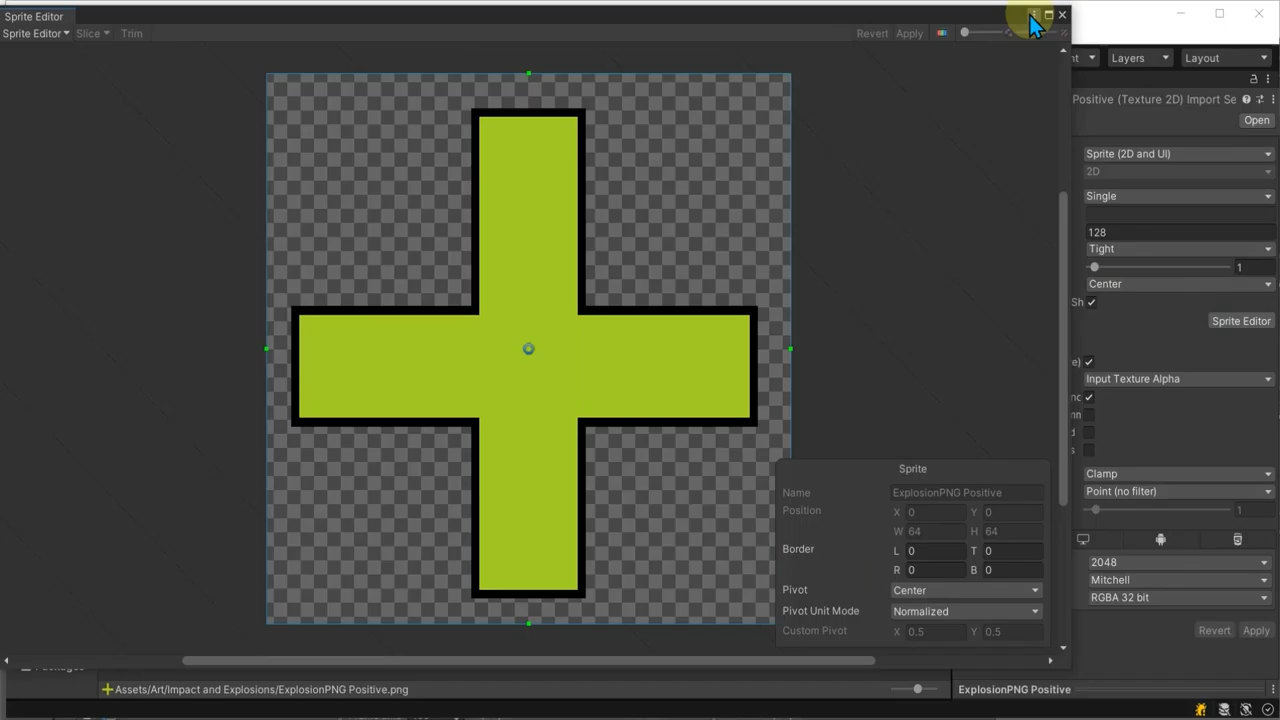 Sprite Editor
Sprite Editor
Slice
Trim
Revert
Apply
nt
Layers
Layout
Positive (Texture 2D) Import Se
Open
Sprite (2D and UI)
2D
Single
128
Tight
1
Center
Sh
Sprite Editor
e)
Input Texture Alpha
nc
mn
d
s
Clamp
Point (no filter)
1
2048
Mitchell
RGBA 32 bit
Revert
Apply
Sprite
Name
ExplosionPNG Positive
Position
X 0
Y 0
W 64
H 64
Border
L 0
T 0
R 0
B 0
Pivot
Center
Pivot Unit Mode
Normalized
Custom Pivot
X 0.5
Y 0.5
Assets/Art/Impact and Explosions/ExplosionPNG Positive.png
ExplosionPNG Positive